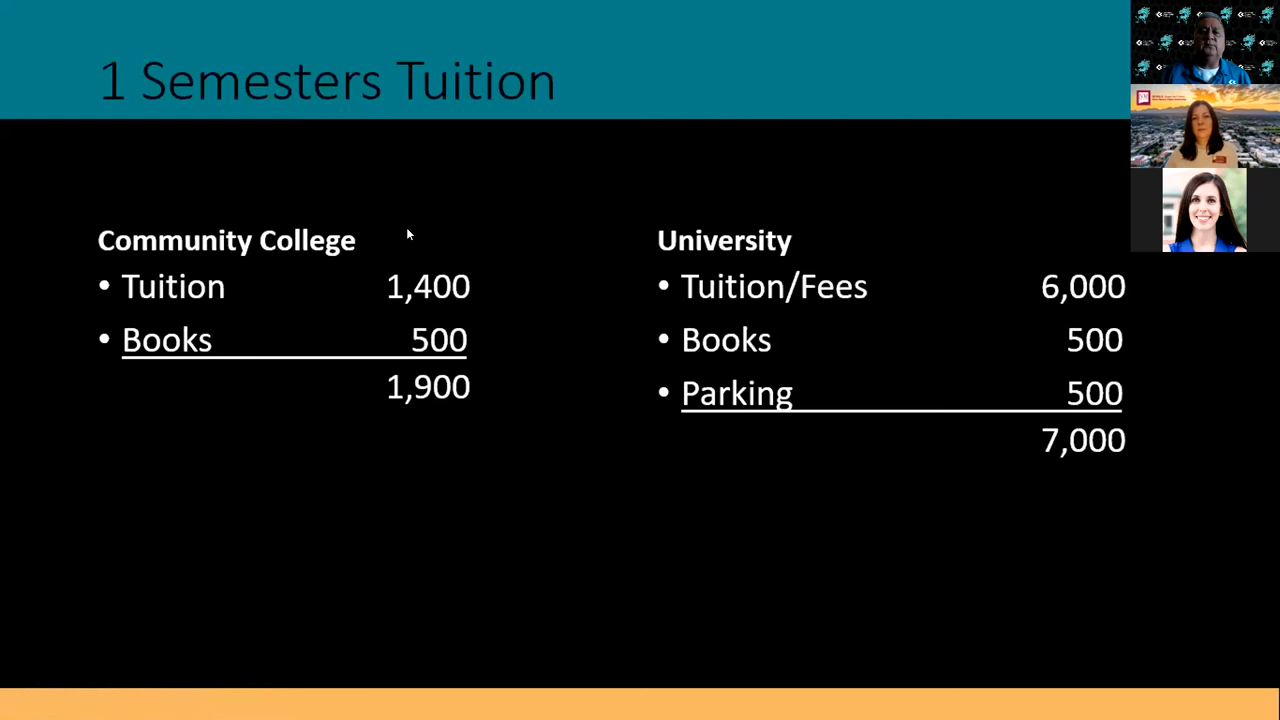 1 Semesters Tuition
Community College
• Tuition 1,400
• Books 500
1,900
University
• Tuition/Fees 6,000
• Books 500
• Parking 500
7,000